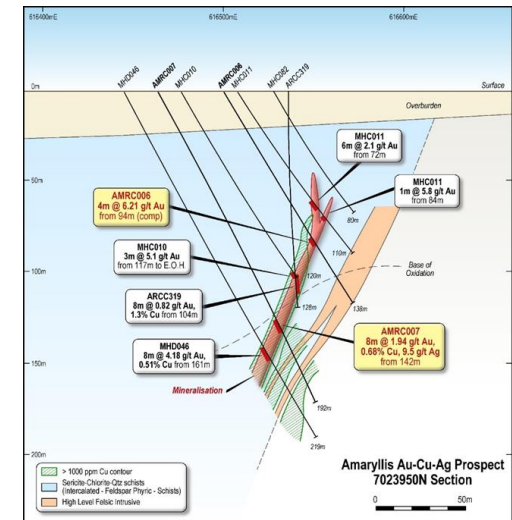 616400mE
616500mE
616600mE
MHD046
AMRC007
MHC010
AMRC006
MHC011
MHC082
ARCC319
0m
Surface
Overburden
MHC011
6m @ 2.1 g/t Au
from 72m
50m
MHC011
1m @ 5.8 g/t Au
from 84m
AMRC006
4m @ 6.21 g/t Au
from 94m (comp)
80m
MHC010
3m @ 5.1 g/t Au
from 117m to E.O.H.
110m
100m
120m
Base of
Oxidation
ARCC319
8m @ 0.82 g/t Au,
1.3% Cu from 104m
128m
138m
MHD046
8m @ 4.18 g/t Au,
0.51% Cu from 161m
AMRC007
8m @ 1.94 g/t Au,
0.68% Cu, 9.5 g/t Ag
from 142m
150m
Mineralisation
192m
219m
200m
Amaryllis Au-Cu-Ag Prospect
7023950N Section
> 1000 ppm Cu contour
Sericite-Chlorite-Qtz schists
(Intercalated - Feldspar Phyric - Schists)
High Level Felsic Intrusive
0
50m